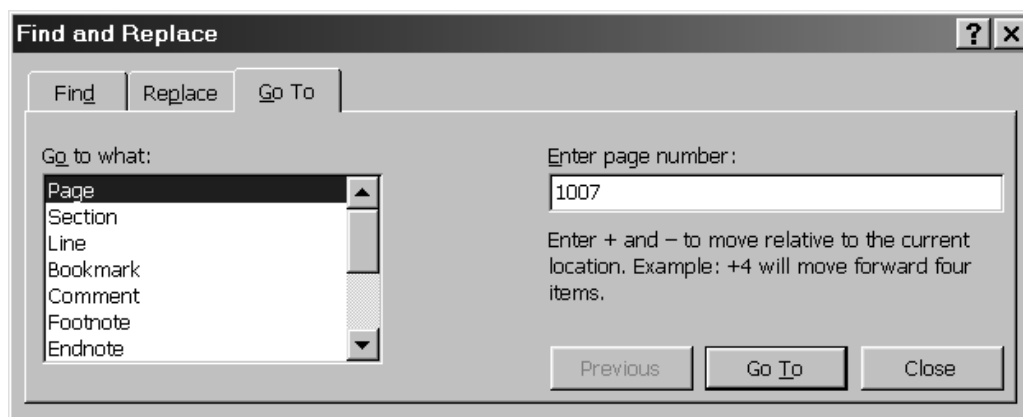 Find and Replace
Find
Replace
Go To
Go to what:
Page
Section
Line
Bookmark
Comment
Footnote
Endnote
Enter page number:
1007
Enter + and – to move relative to the current
location. Example: +4 will move forward four
items.
Previous
Go To
Close